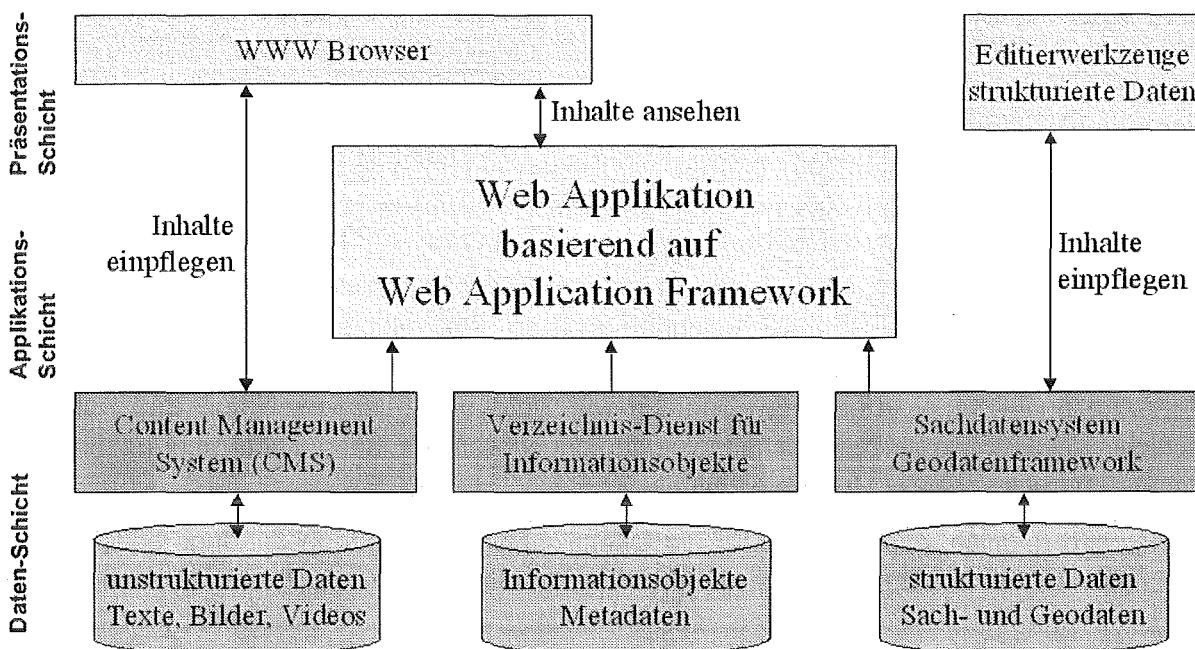 Präsentations-
Schicht
WWW Browser
Editierwerkzeuge
strukturierte Daten
Inhalte ansehen
Applikations-
Schicht
Web Applikation
basierend auf
Web Application Framework
Inhalte
einpflegen
Inhalte
einpflegen
Content Management
System (CMS)
Verzeichnis-Dienst für
Informationsobjekte
Sachdatensystem
Geodatenframework
Daten-Schicht
unstrukturierte Daten
Texte, Bilder, Videos
Informationsobjekte
Metadaten
strukturierte Daten
Sach- und Geodaten